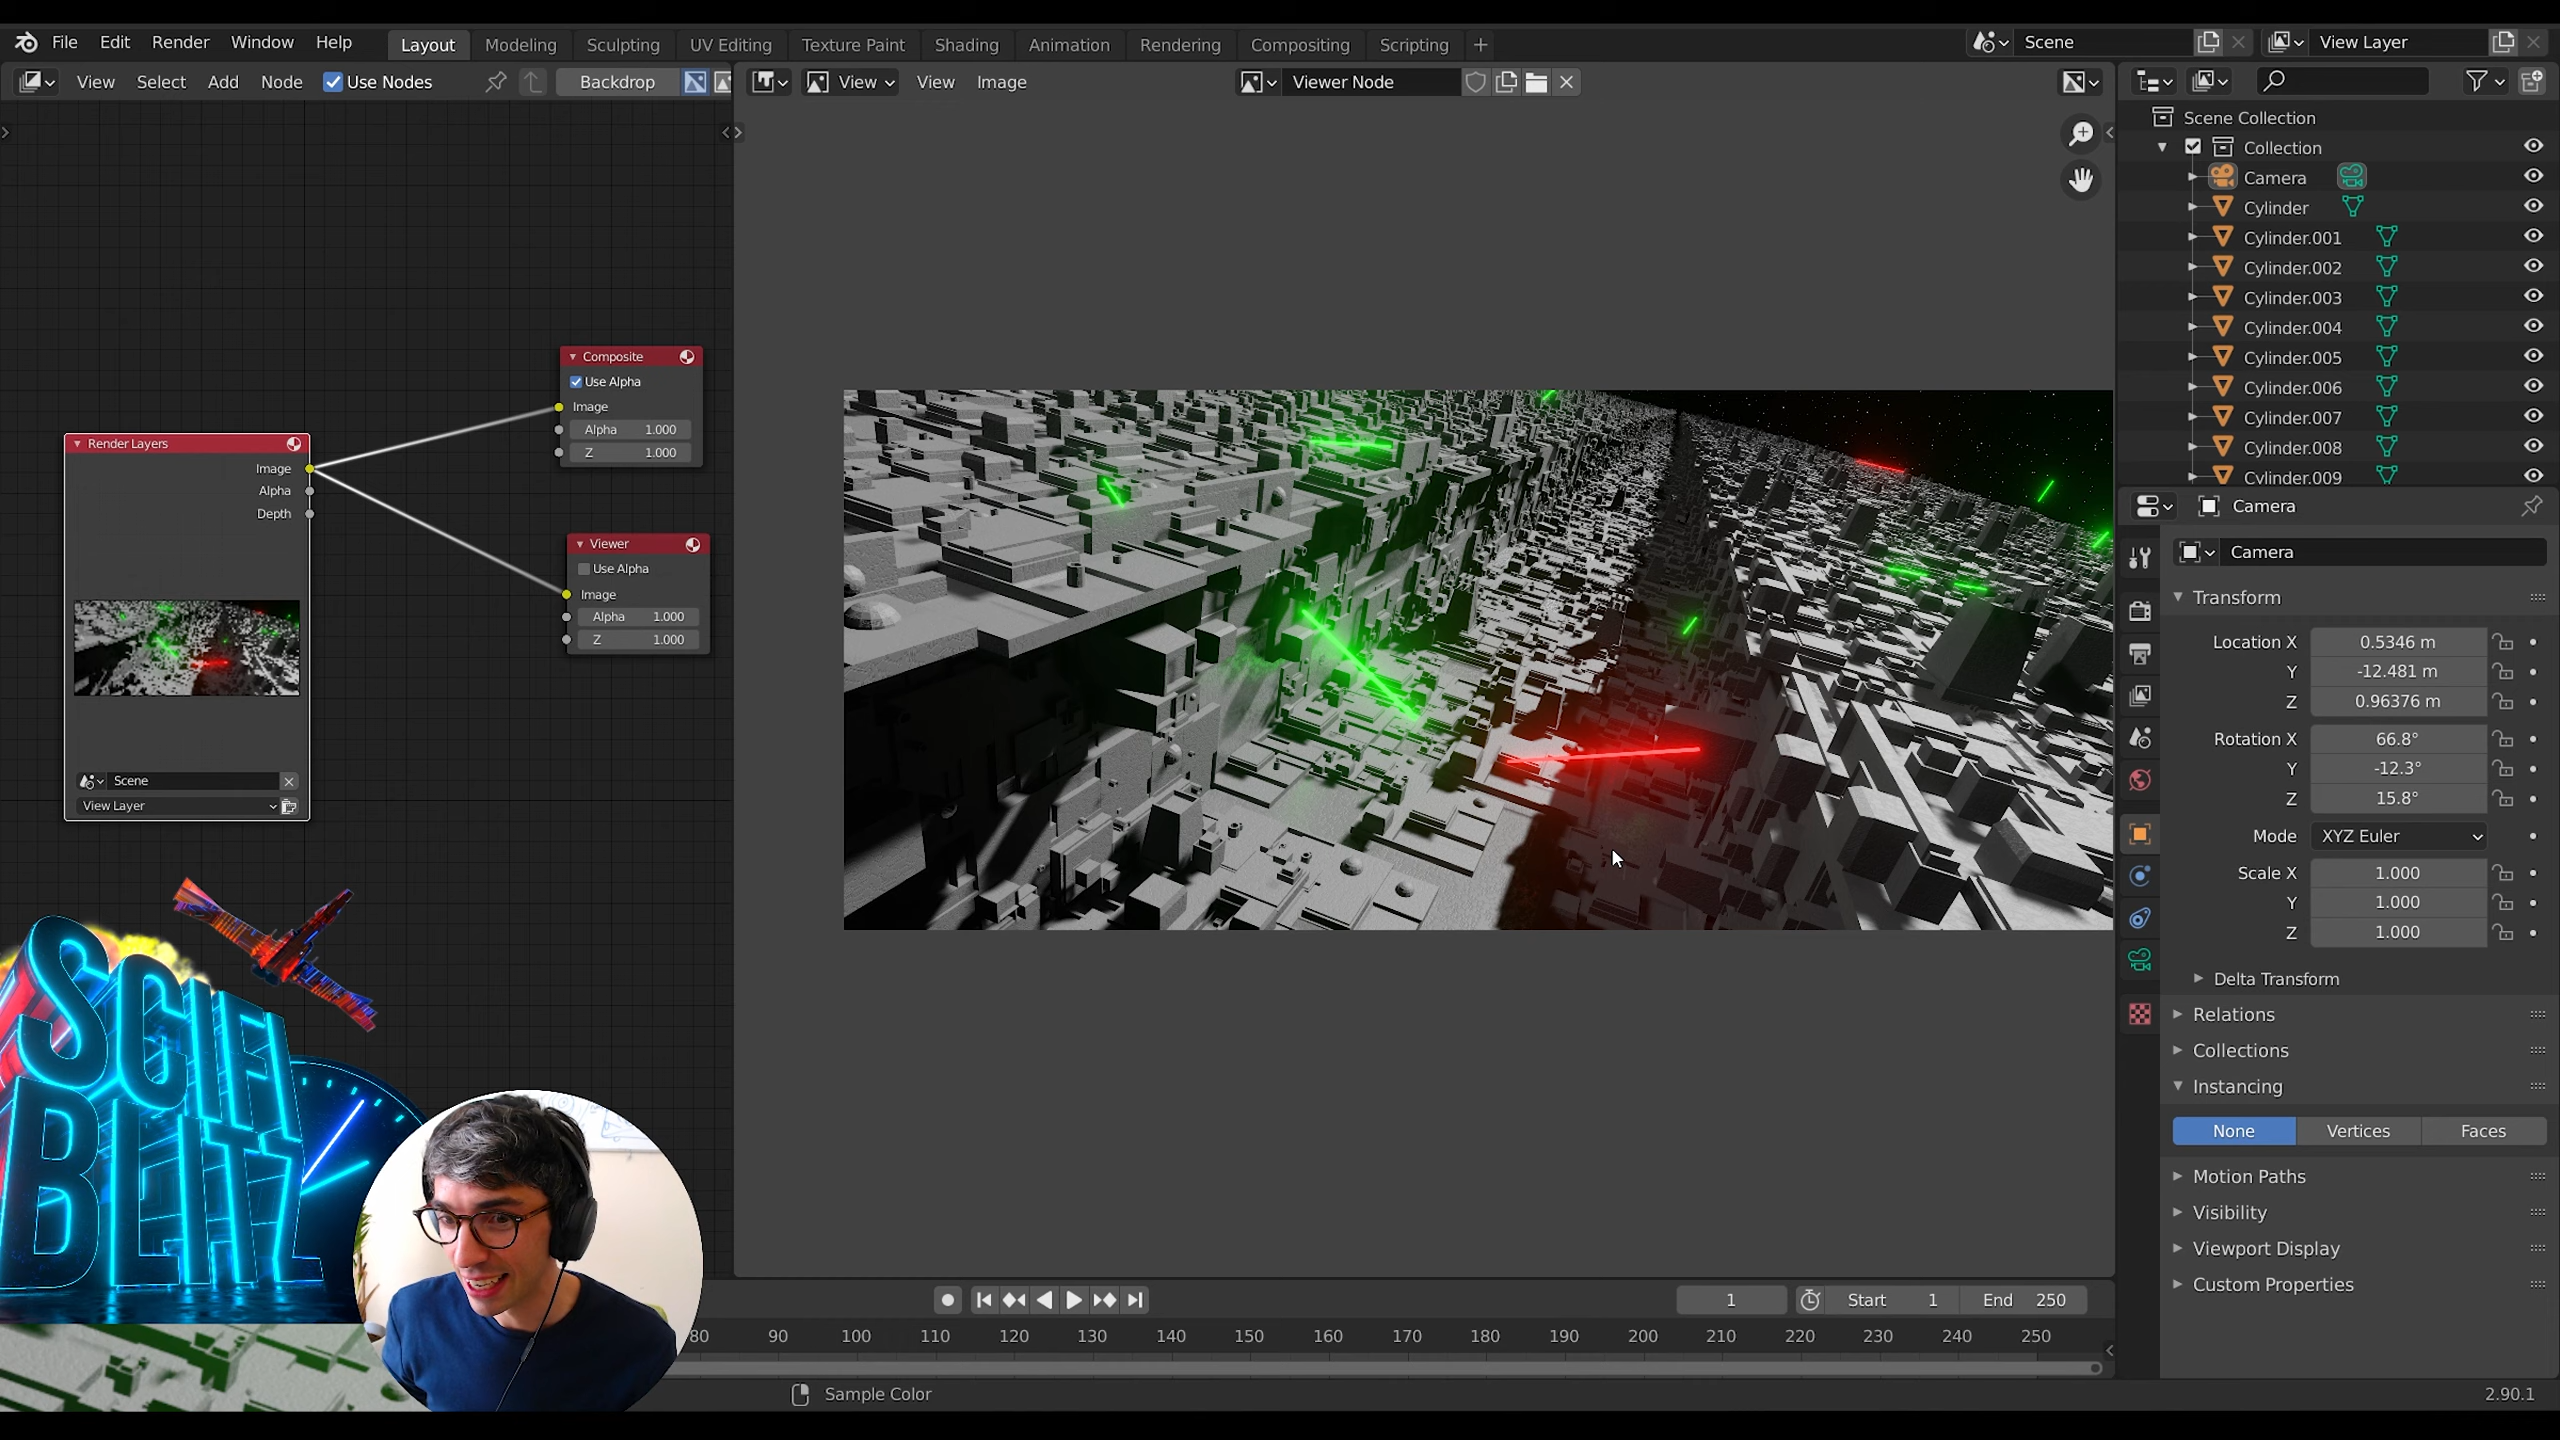 File Edit Render Window Help Layout Modeling Sculpting UV Editing Texture Paint Shading Animation Rendering Compositing Scripting + Scene View Layer
View Select Add Node Use Nodes Backdrop View View Image Viewer Node
Scene Collection
Collection
Camera
Cylinder
Cylinder.001
Cylinder.002
Cylinder.003
Cylinder.004
Cylinder.005
Cylinder.006
Cylinder.007
Cylinder.008
Cylinder.009
Composite
Use Alpha
Image
Alpha 1.000
Z 1.000
Render Layers
Image
Alpha
Depth
Scene
View Layer
Viewer
Use Alpha
Image
Alpha 1.000
Z 1.000
Camera
Camera
Transform
Location X 0.5346 m
Y -12.481 m
Z 0.96376 m
Rotation X 66.8°
Y -12.3°
Z 15.8°
Mode XYZ Euler
Scale X 1.000
Y 1.000
Z 1.000
Delta Transform
Relations
Collections
Instancing
None Vertices Faces
Motion Paths
Visibility
Viewport Display
Custom Properties
SCIFI
BLITZ
1 Start 1 End 250
80 90 100 110 120 130 140 150 160 170 180 190 200 210 220 230 240 250
Sample Color
2.90.1